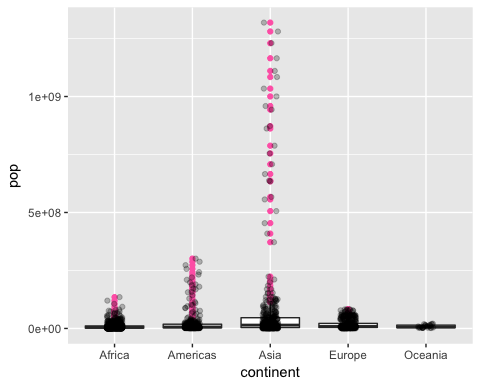 pop
1e+09
5e+08
0e+00
Africa Americas Asia Europe Oceania
continent